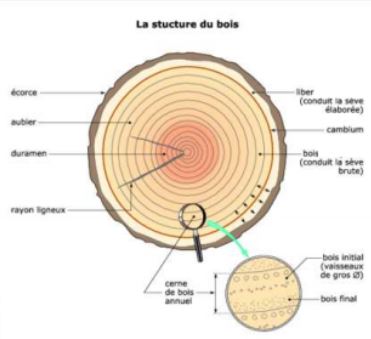 La stucture du bois
écorce
aubier
duramen
rayon ligneux
liber
(conduit la sève
élaborée)
cambium
bois
(conduit la sève
brute)
cerne
de bois
annuel
bois initial
(vaisseaux
de gros Ø)
bois final